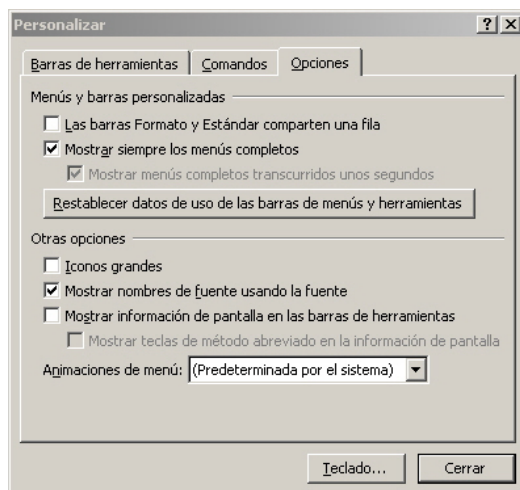 Personalizar
Barras de herramientas Comandos Opciones
Menús y barras personalizadas
Las barras Formato y Estándar comparten una fila
Mostrar siempre los menús completos
Mostrar menús completos transcurridos unos segundos
Restablecer datos de uso de las barras de menús y herramientas
Otras opciones
Iconos grandes
Mostrar nombres de fuente usando la fuente
Mostrar información de pantalla en las barras de herramientas
Mostrar teclas de método abreviado en la información de pantalla
Animaciones de menú: (Predeterminada por el sistema)
Teclado... Cerrar